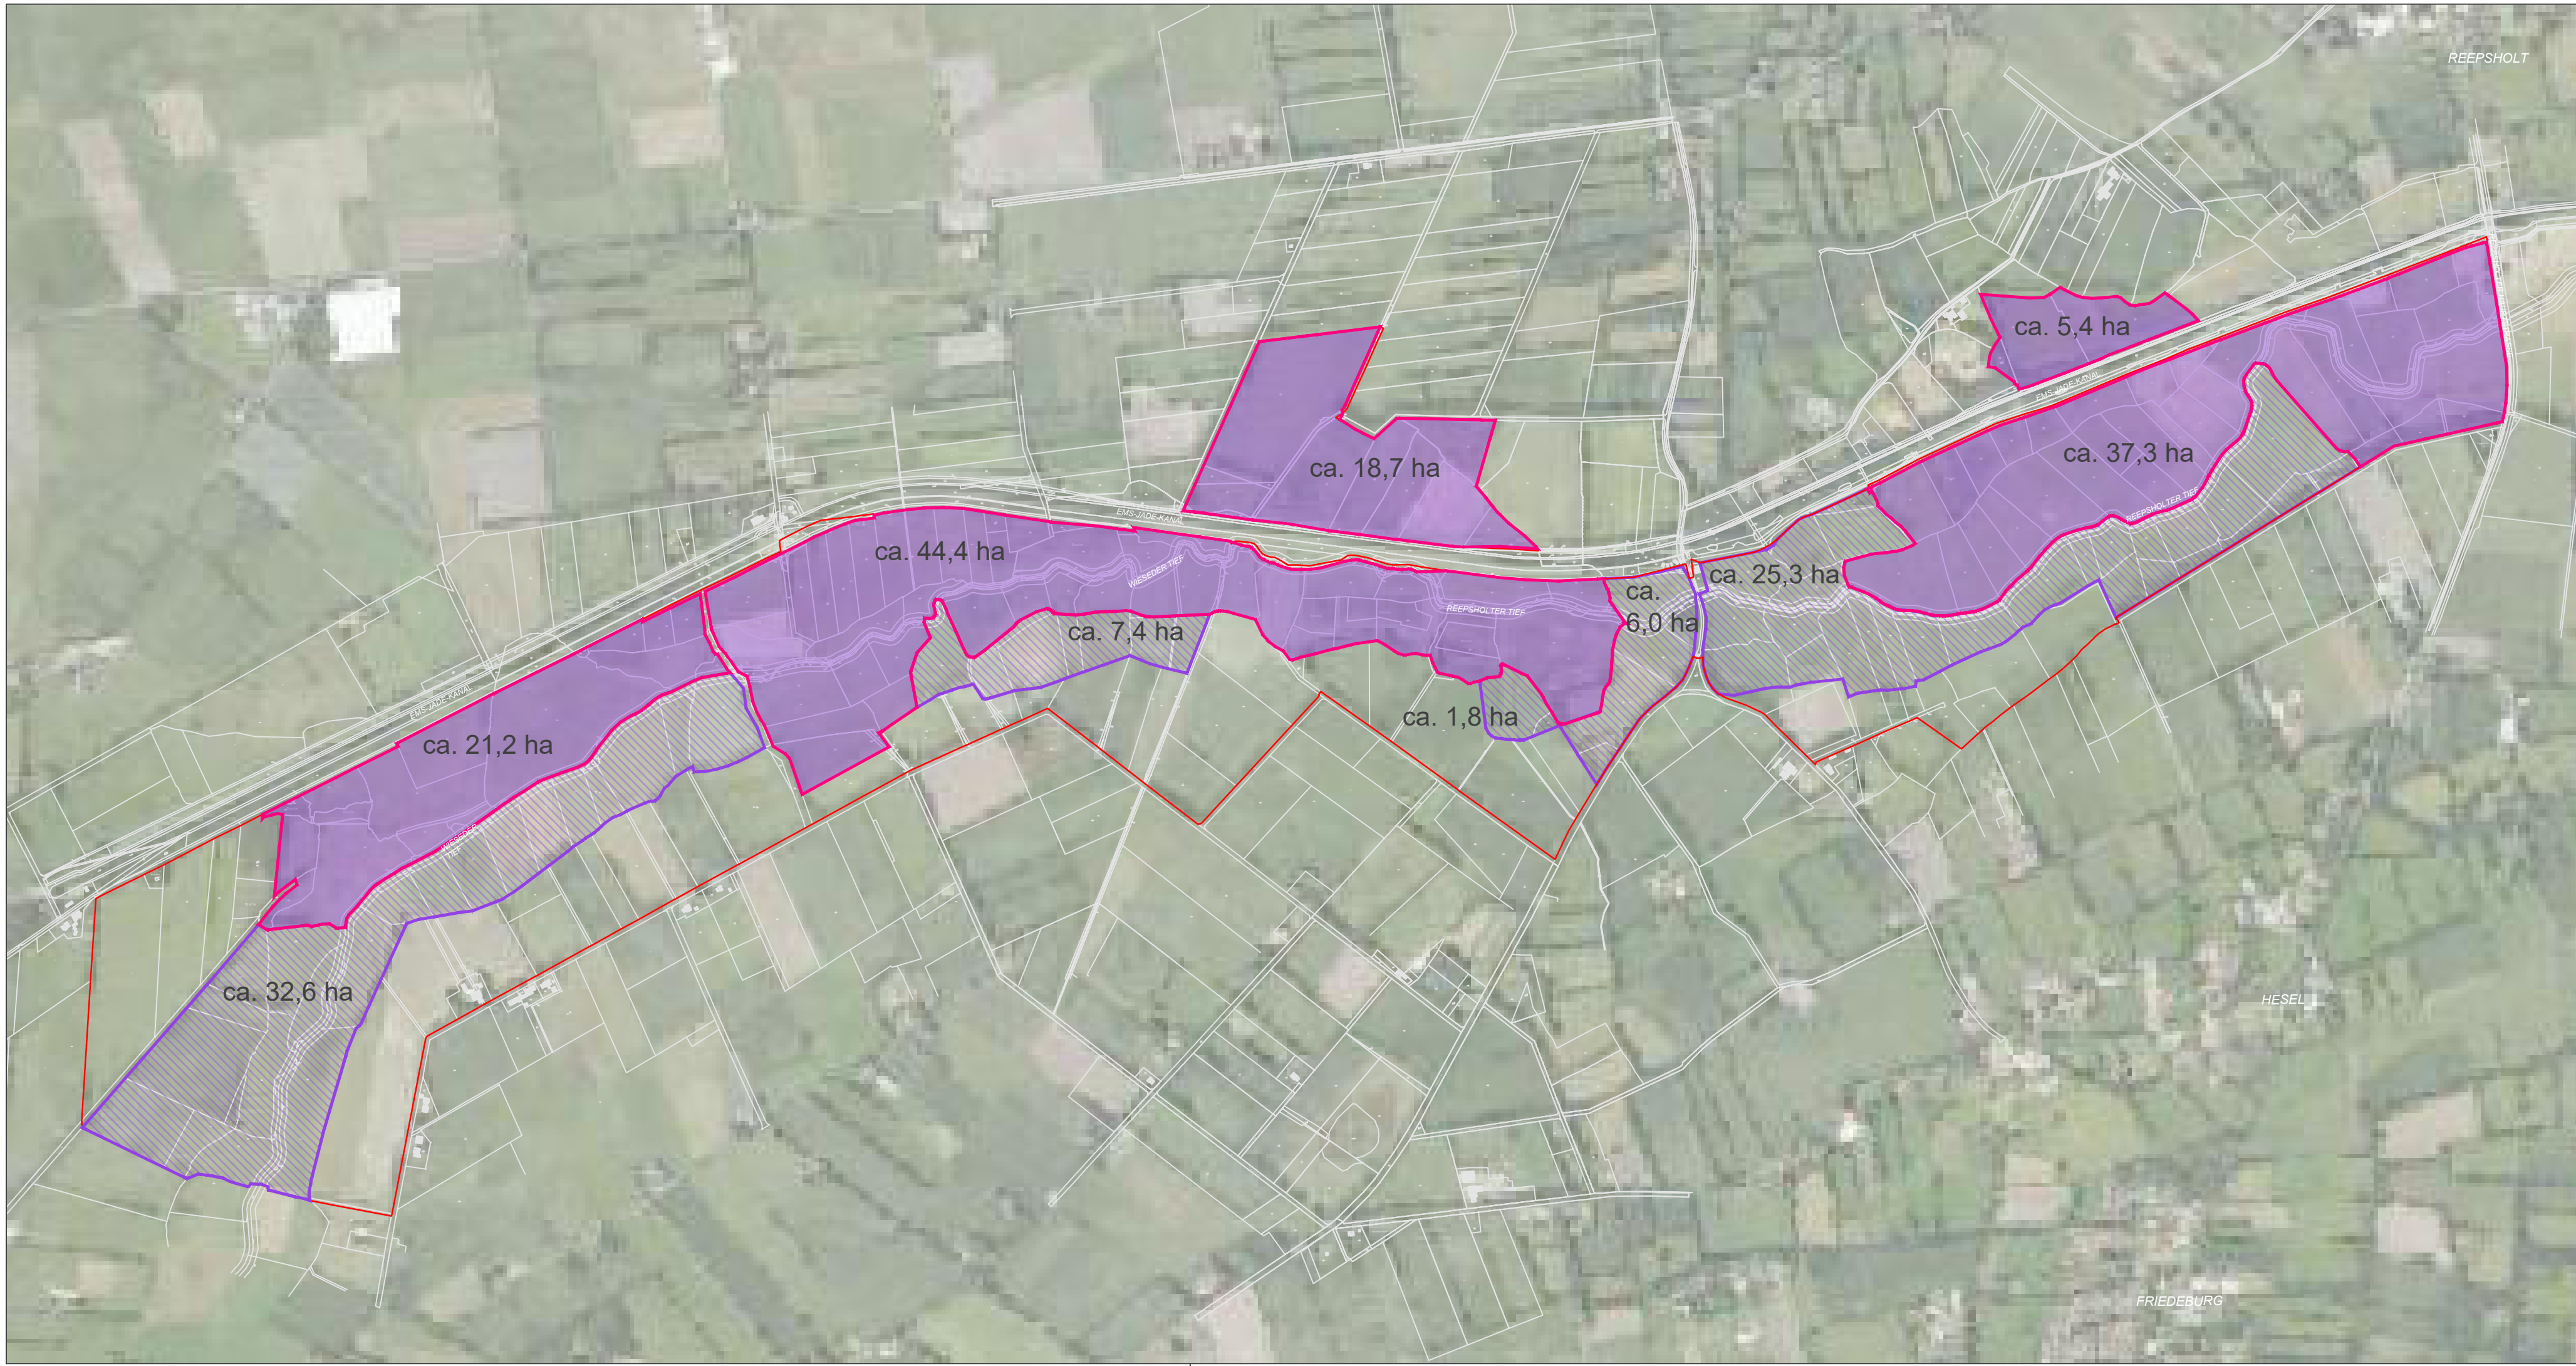 REEPSHOLT
ca. 5,4 ha
EMS-JADE-KANAL
ca. 37,3 ha
ca. 18,7 ha
REEPSHOLTER TIEF
EMS-JADE-KANAL
ca. 44,4 ha
WIESEDER TIEF
ca. 25,3 ha
ca.
6,0 ha
REEPSHOLTER TIEF
ca. 7,4 ha
EMS-JADE-KANAL
ca. 1,8 ha
ca. 21,2 ha
WIESEDER
TIEF
ca. 32,6 ha
HESEL
FRIEDEBURG